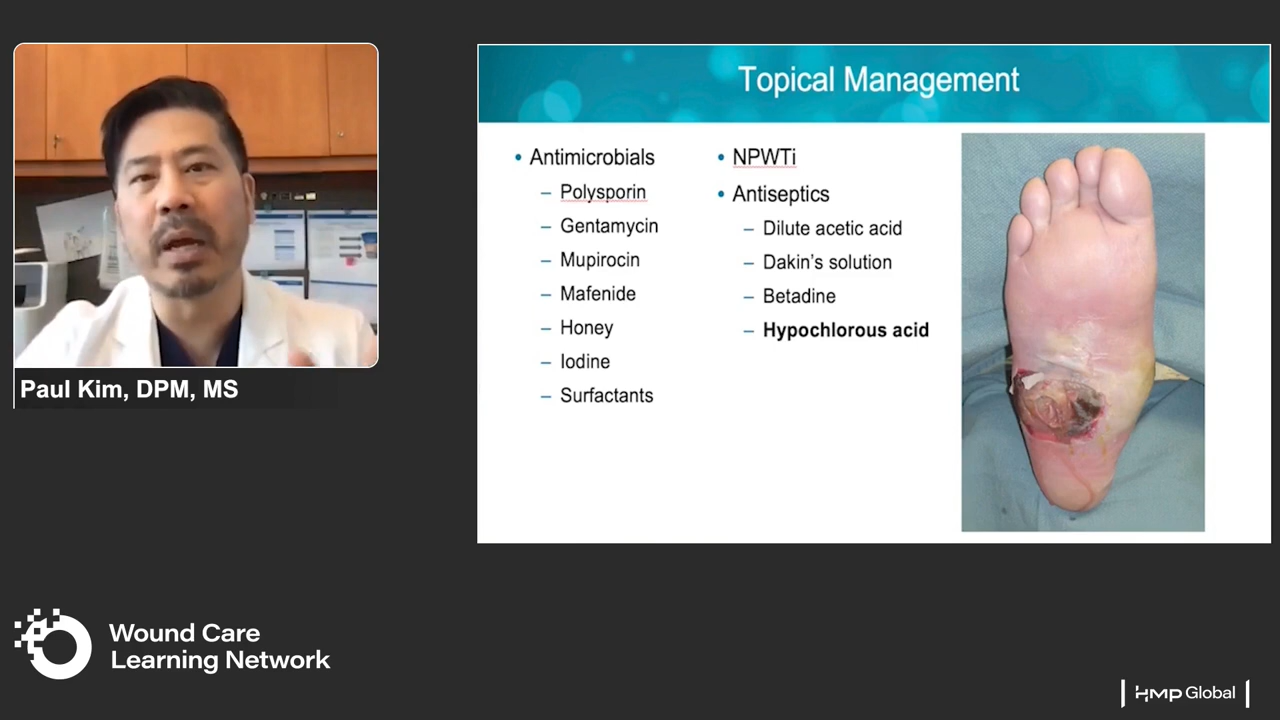 Paul Kim, DPM, MS
Topical Management
• Antimicrobials
– Polysporin
– Gentamycin
– Mupirocin
– Mafenide
– Honey
– Iodine
– Surfactants
• NPWTi
• Antiseptics
– Dilute acetic acid
– Dakin's solution
– Betadine
– Hypochlorous acid
Wound Care
Learning Network
HMP Global